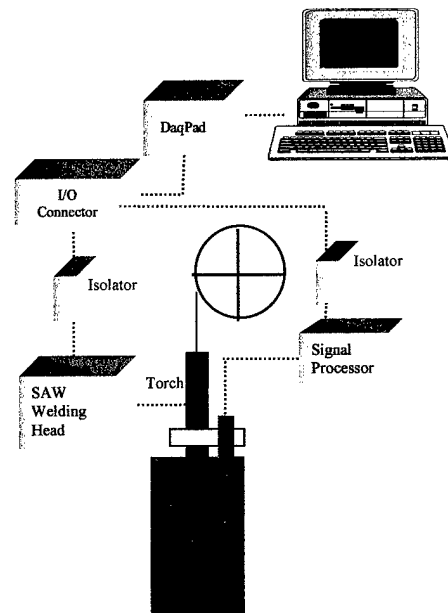 DaqPad
I/O
Connector
Isolator
Isolator
Torch
Signal
Processor
SAW
Welding
Head